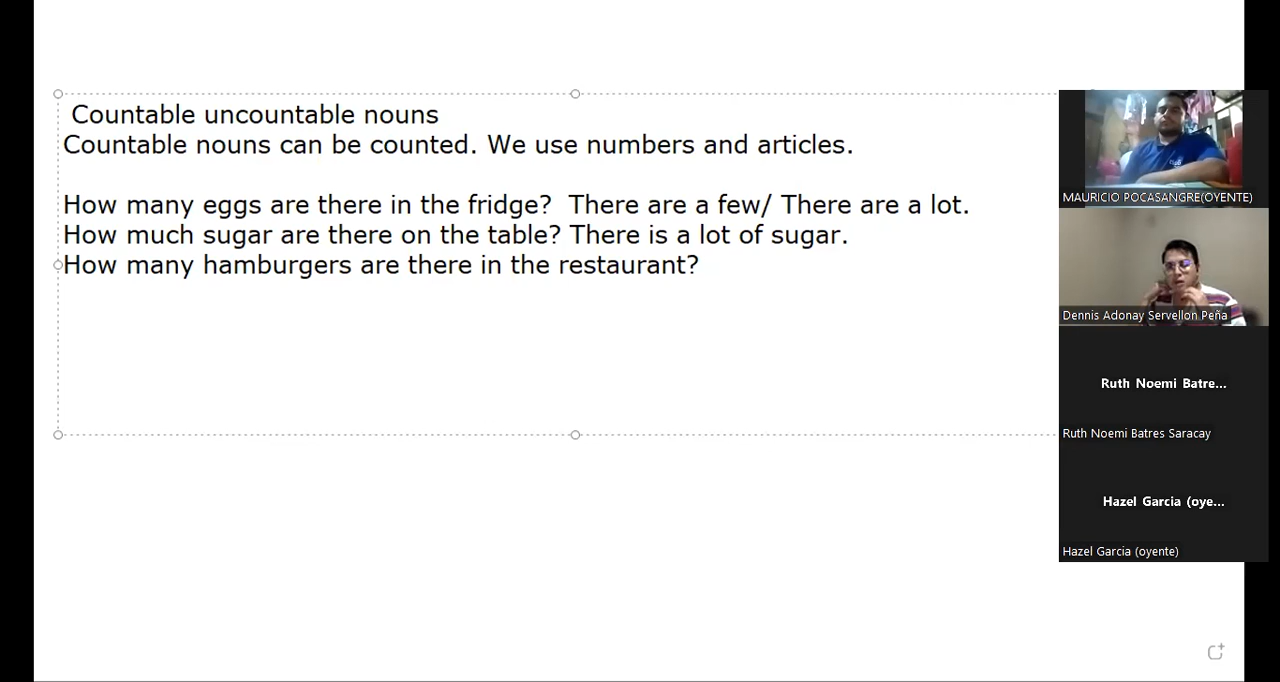 Countable uncountable nouns
Countable nouns can be counted. We use numbers and articles.
How many eggs are there in the fridge?  There are a few/ There are a lot.
How much sugar are there on the table? There is a lot of sugar.
How many hamburgers are there in the restaurant?
MAURICIO POCASANGRE(OYENTE)
Dennis Adonay Servellon Peña
Ruth Noemi Batre...
Ruth Noemi Batres Saracay
Hazel Garcia (oye...
Hazel Garcia (oyente)